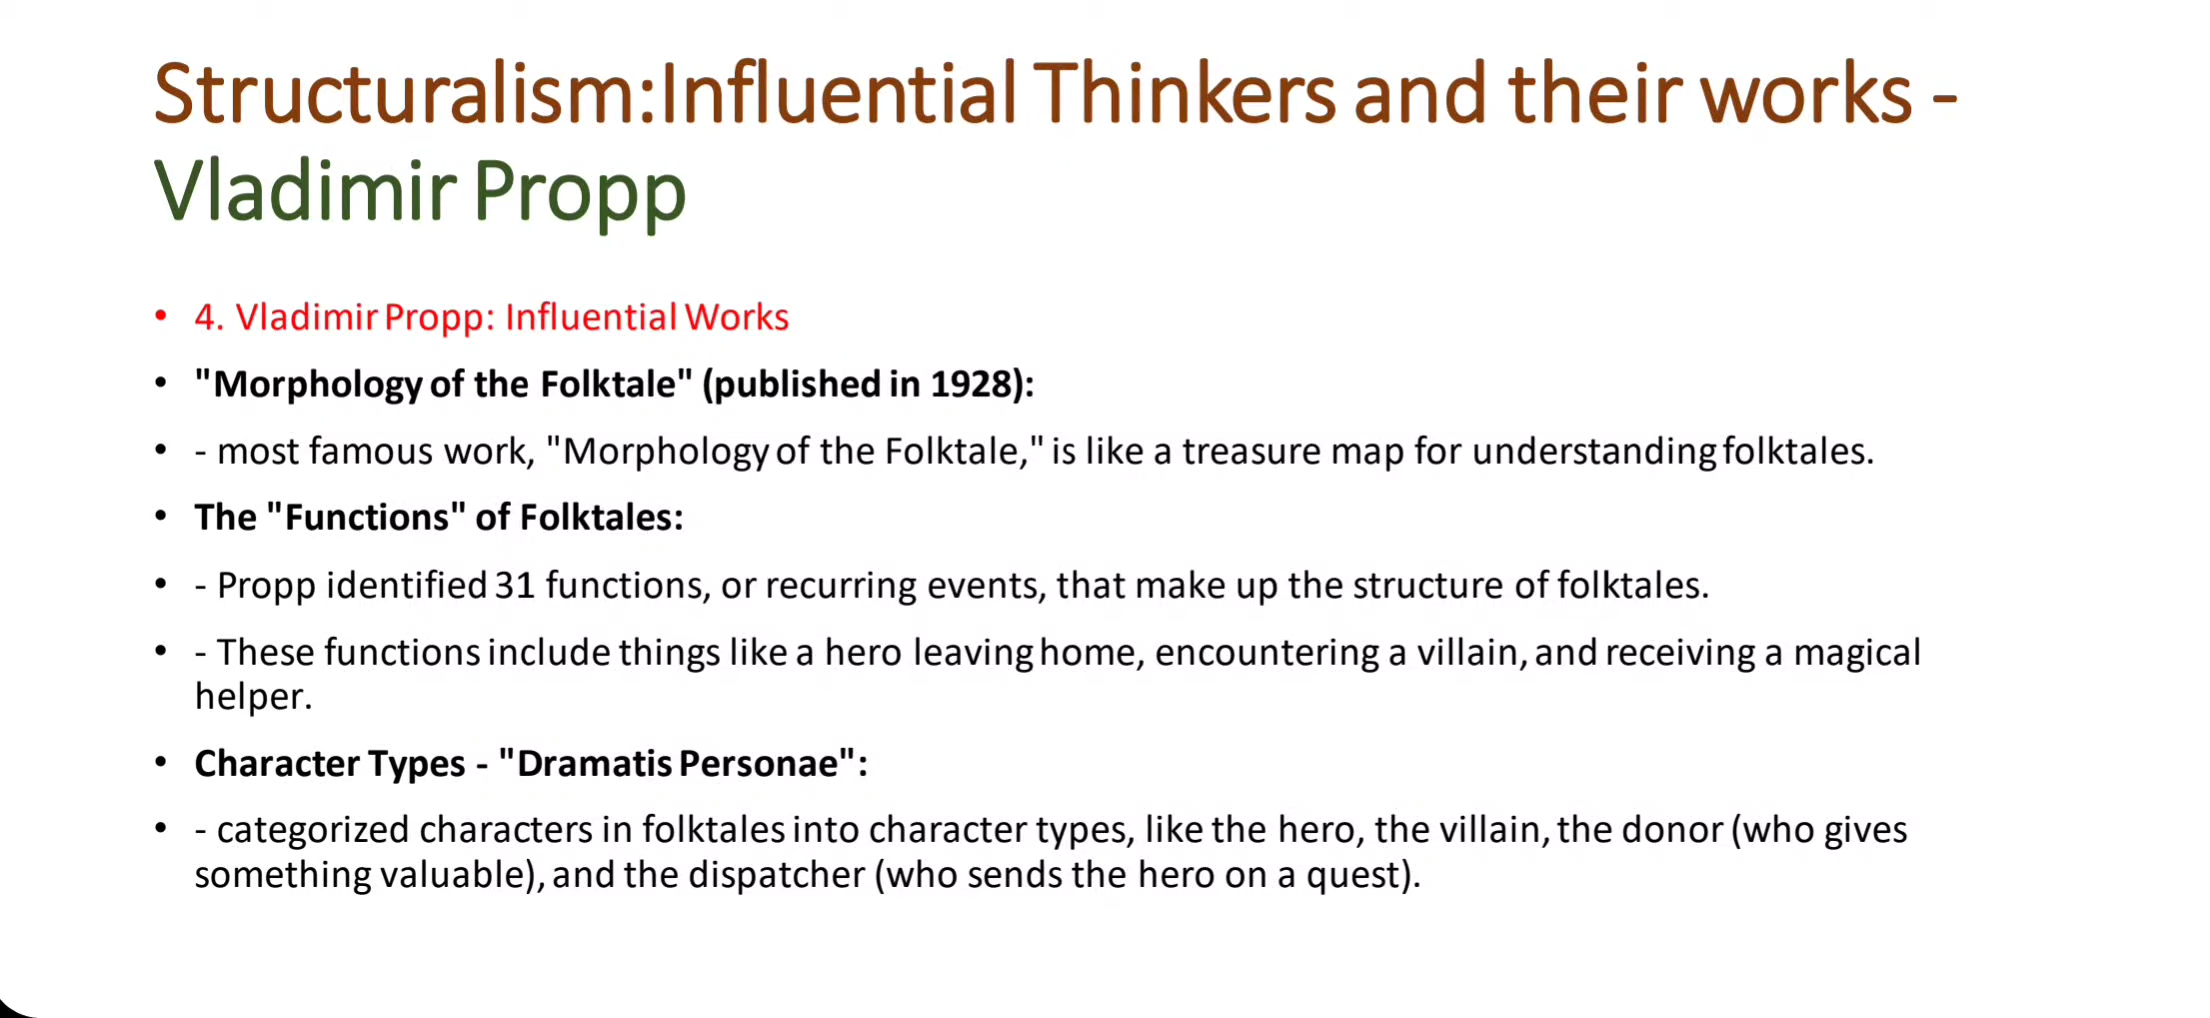 Structuralism:Influential Thinkers and their works -
Vladimir Propp
• 4. Vladimir Propp: Influential Works
• "Morphology of the Folktale" (published in 1928):
• - most famous work, "Morphology of the Folktale," is like a treasure map for understanding folktales.
• The "Functions" of Folktales:
• - Propp identified 31 functions, or recurring events, that make up the structure of folktales.
• - These functions include things like a hero leaving home, encountering a villain, and receiving a magical
helper.
• Character Types - "Dramatis Personae":
• - categorized characters in folktales into character types, like the hero, the villain, the donor (who gives
something valuable), and the dispatcher (who sends the hero on a quest).